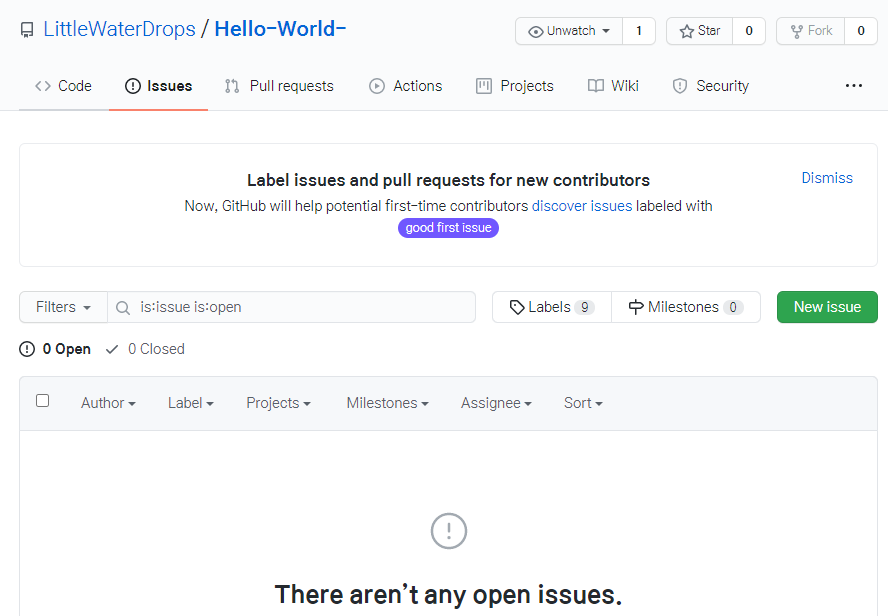 LittleWaterDrops / Hello-World-
Unwatch 1 Star 0 Fork 0
Code Issues Pull requests Actions Projects Wiki Security ...
Label issues and pull requests for new contributors
Dismiss
Now, GitHub will help potential first-time contributors discover issues labeled with
good first issue
Filters is:issue is:open Labels 9 Milestones 0 New issue
0 Open 0 Closed
Author Label Projects Milestones Assignee Sort
There aren't any open issues.